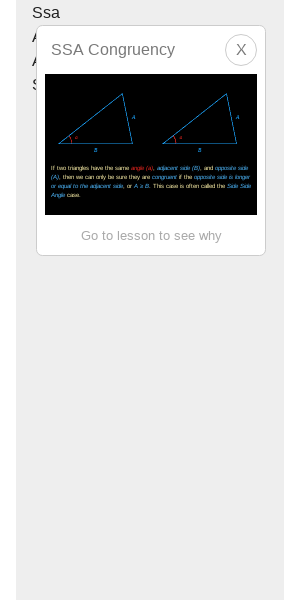 Ssa
SSA Congruency
X
A
A
a
a
B
B
If two triangles have the same angle (a), adjacent side (B), and opposite side
(A), then we can only be sure they are congruent if the opposite side is longer
or equal to the adjacent side, or A ≥ B. This case is often called the Side Side
Angle case.
Go to lesson to see why